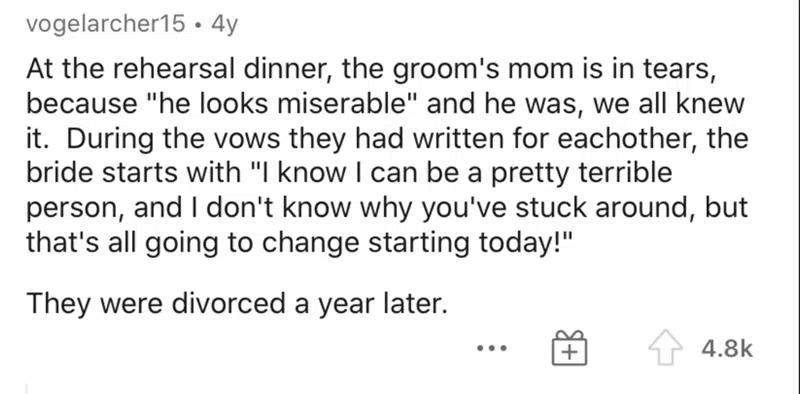 vogelarcher15 • 4y
At the rehearsal dinner, the groom's mom is in tears,
because "he looks miserable" and he was, we all knew
it.  During the vows they had written for eachother, the
bride starts with "I know I can be a pretty terrible
person, and I don't know why you've stuck around, but
that's all going to change starting today!"
They were divorced a year later.
4.8k